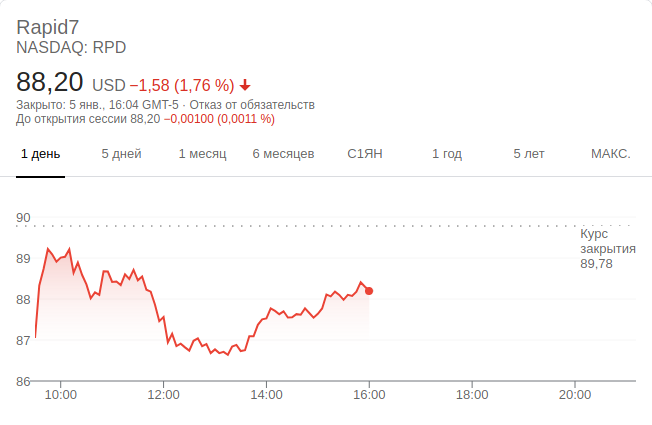 Rapid7
NASDAQ: RPD
88,20 USD −1,58 (1,76 %)
Закрыто: 5 янв., 16:04 GMT-5 · Отказ от обязательств
До открытия сессии 88,20 −0,00100 (0,0011 %)
1 день 5 дней 1 месяц 6 месяцев С1ЯН 1 год 5 лет МАКС.
90
Курс
закрытия
89,78
89
88
87
86
10:00 12:00 14:00 16:00 18:00 20:00